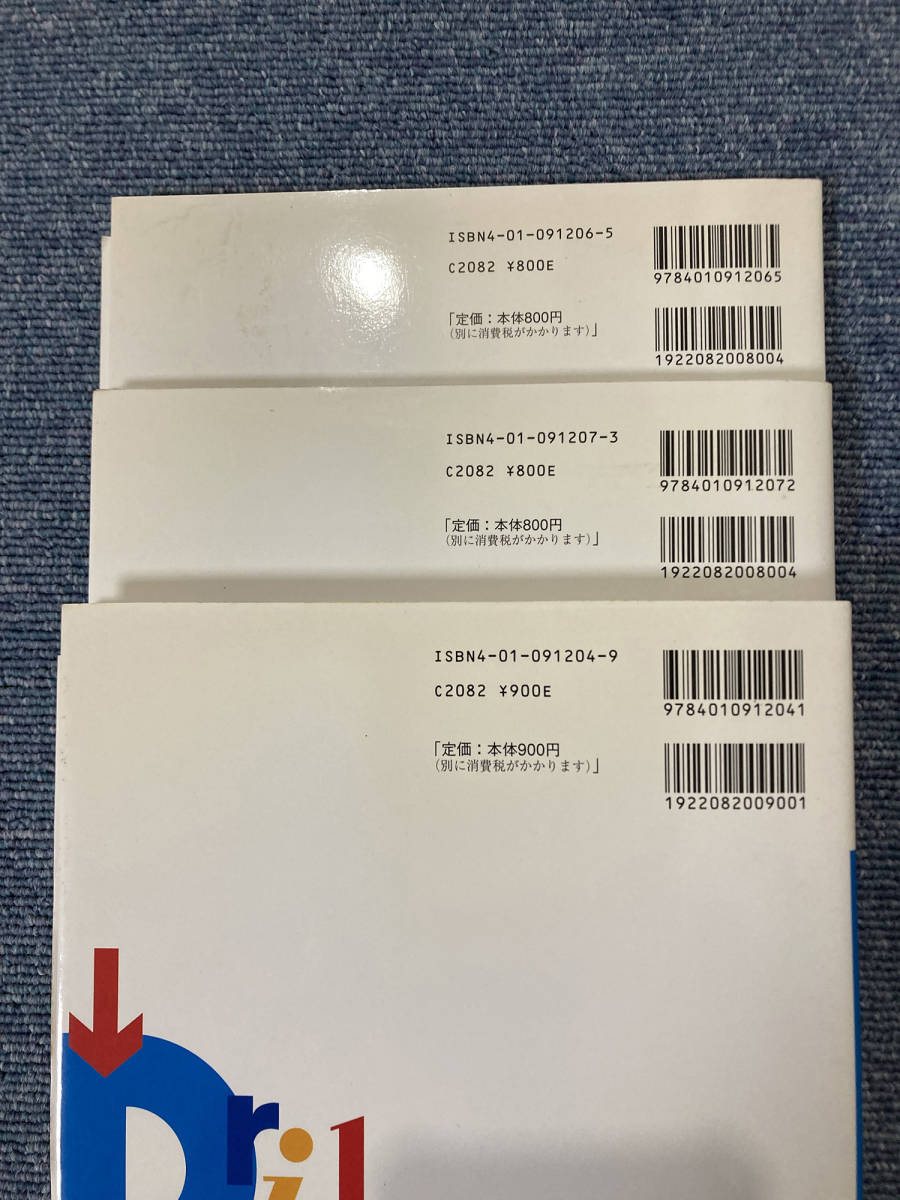 ISBN4-01-091206-5
C2082 ¥800E
9784010912065
「定価：本体800円
(別に消費税がかかります)」
1922082008004
ISBN4-01-091207-3
C2082 ¥800E
9784010912072
「定価：本体800円
(別に消費税がかかります)」
1922082008004
ISBN4-01-091204-9
C2082 ¥900E
9784010912041
「定価：本体900円
(別に消費税がかかります)」
1922082009001
Dril